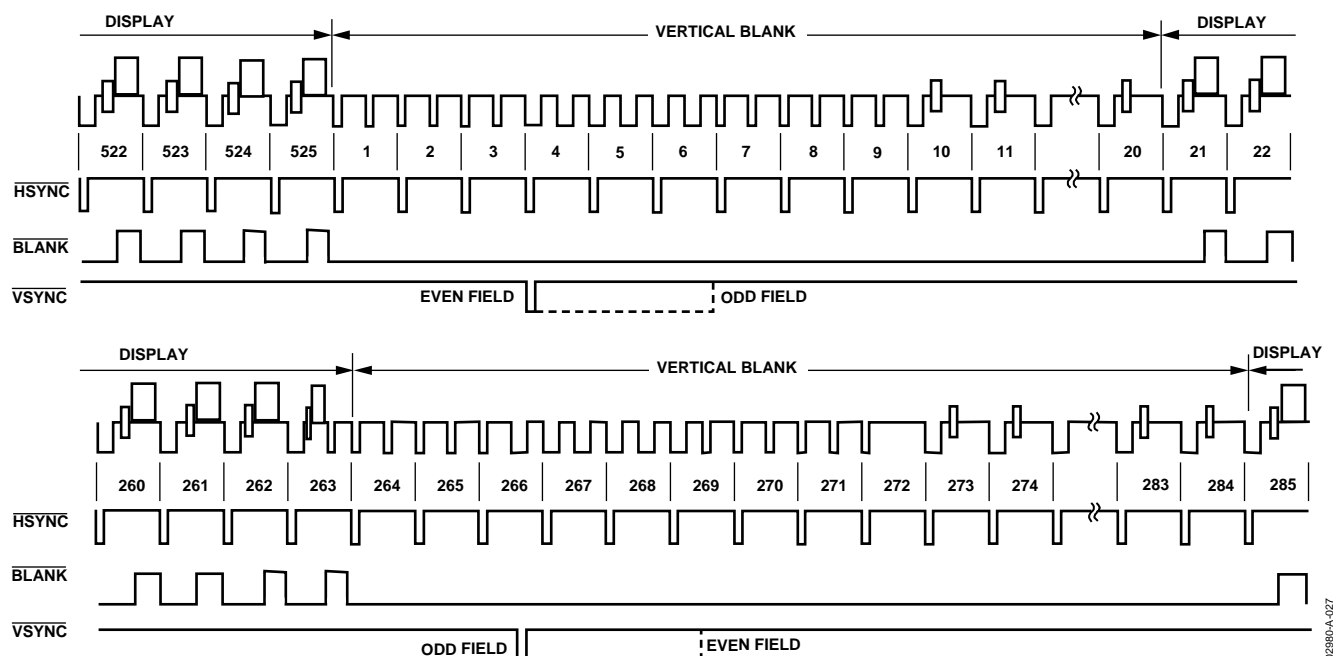 DISPLAY VERTICAL BLANK DISPLAY
522 523 524 525 1 2 3 4 5 6 7 8 9 10 11 20 21 22
HSYNC
BLANK
VSYNC
EVEN FIELD ODD FIELD
DISPLAY VERTICAL BLANK DISPLAY
260 261 262 263 264 265 266 267 268 269 270 271 272 273 274 283 284 285
HSYNC
BLANK
VSYNC
ODD FIELD EVEN FIELD
02980-A-027